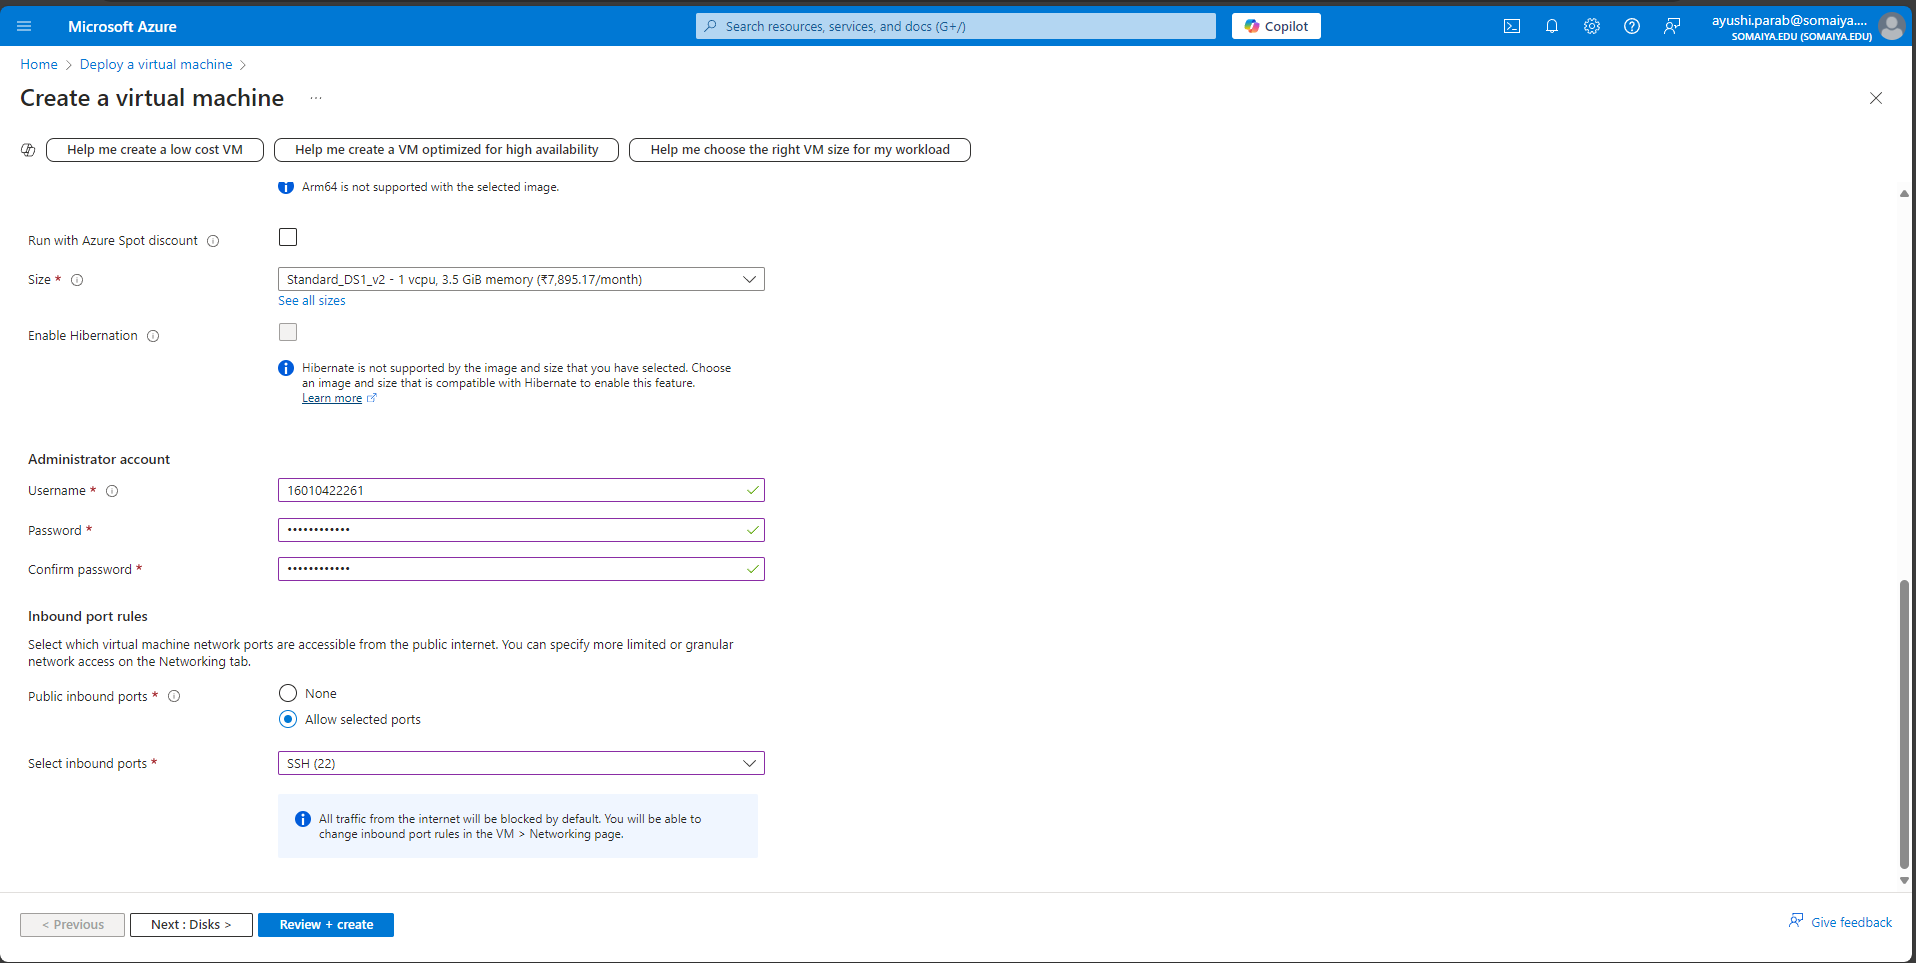 Microsoft Azure
Search resources, services, and docs (G+/)
Copilot
ayushi.parab@somaiya....
SOMAIYA.EDU (SOMAIYA.EDU)
Home > Deploy a virtual machine >
Create a virtual machine ...
Help me create a low cost VM
Help me create a VM optimized for high availability
Help me choose the right VM size for my workload
Arm64 is not supported with the selected image.
Run with Azure Spot discount
Size *
Standard_DS1_v2 - 1 vcpu, 3.5 GiB memory (₹7,895.17/month)
See all sizes
Enable Hibernation
Hibernate is not supported by the image and size that you have selected. Choose
an image and size that is compatible with Hibernate to enable this feature.
Learn more
Administrator account
Username *
16010422261
Password *
••••••••••••
Confirm password *
••••••••••••
Inbound port rules
Select which virtual machine network ports are accessible from the public internet. You can specify more limited or granular
network access on the Networking tab.
Public inbound ports *
None
Allow selected ports
Select inbound ports *
SSH (22)
All traffic from the internet will be blocked by default. You will be able to
change inbound port rules in the VM > Networking page.
< Previous
Next : Disks >
Review + create
Give feedback